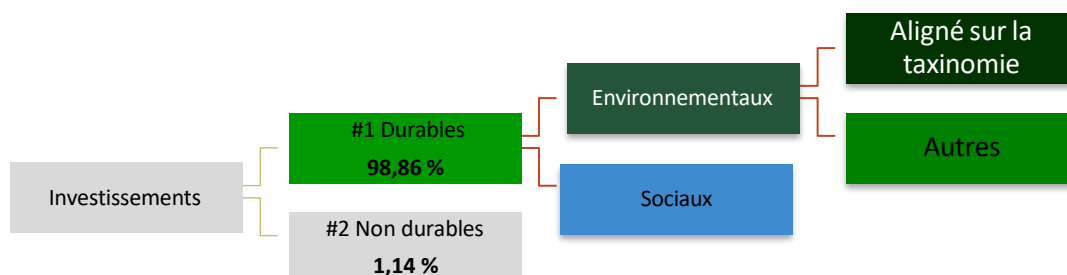 Investissements
#1 Durables
98,86 %
#2 Non durables
1,14 %
Environnementaux
Sociaux
Aligné sur la
taxinomie
Autres